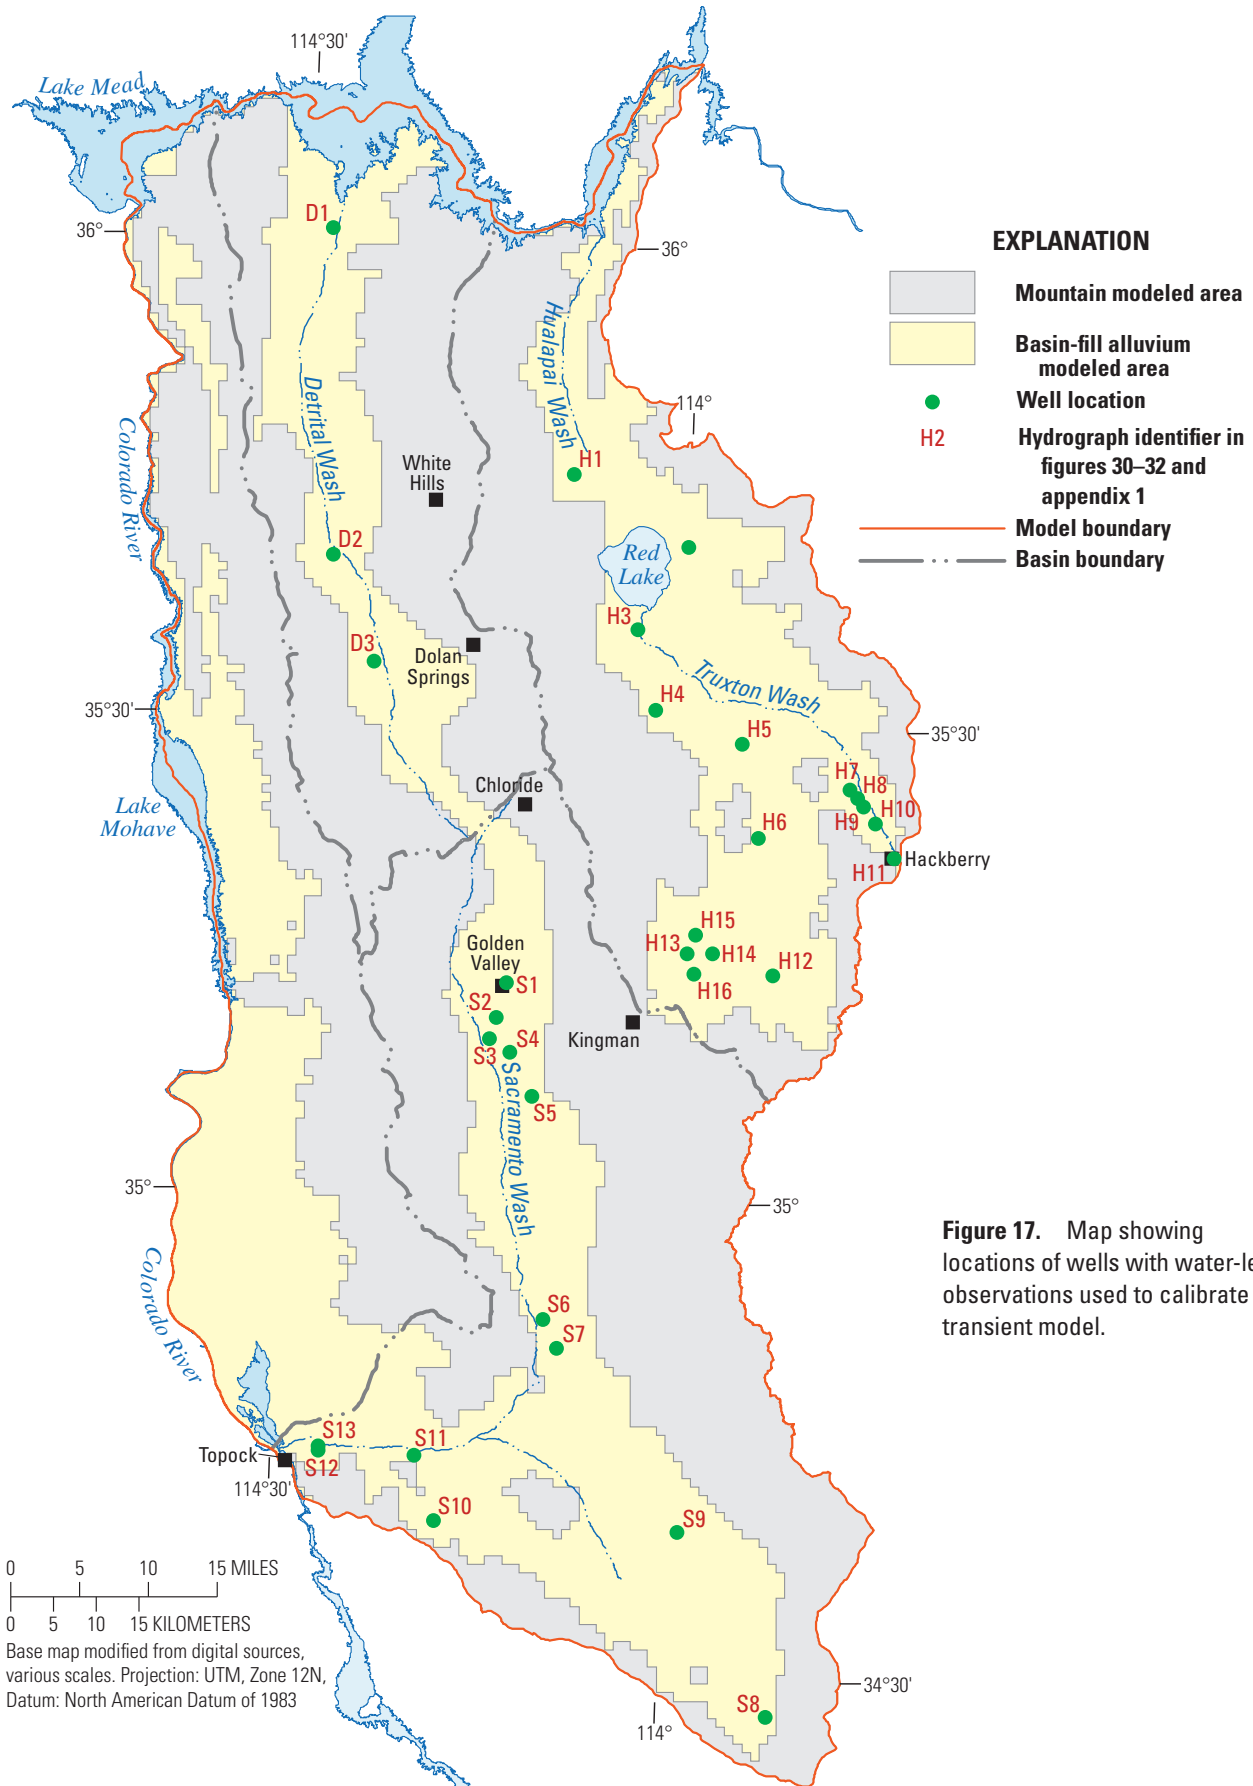 114°30'
Lake Mead
36°
D1
36°
EXPLANATION
Mountain modeled area
Basin-fill alluvium
modeled area
Well location
H2
Hydrograph identifier in
figures 30–32 and
appendix 1
Model boundary
Basin boundary
Hualapai Wash
Detrital Wash
Colorado River
114°
White
Hills
H1
D2
Red
Lake
H3
D3
Dolan
Springs
Truxton Wash
H4
35°30'
H5
35°30'
Chloride
H7
H8
Lake
Mohave
H6
H9
H10
H11
Hackberry
H15
Golden
Valley
H13
H14
H12
S1
H16
S2
Kingman
S3
S4
Sacramento Wash
S5
35°
35°
Figure 17. Map showing
locations of wells with water-le
observations used to calibrate
transient model.
Colorado River
S6
S7
S13
S11
Topock
S12
114°30'
S10
S9
0 5 10 15 MILES
0 5 10 15 KILOMETERS
Base map modified from digital sources,
various scales. Projection: UTM, Zone 12N,
Datum: North American Datum of 1983
34°30'
S8
114°